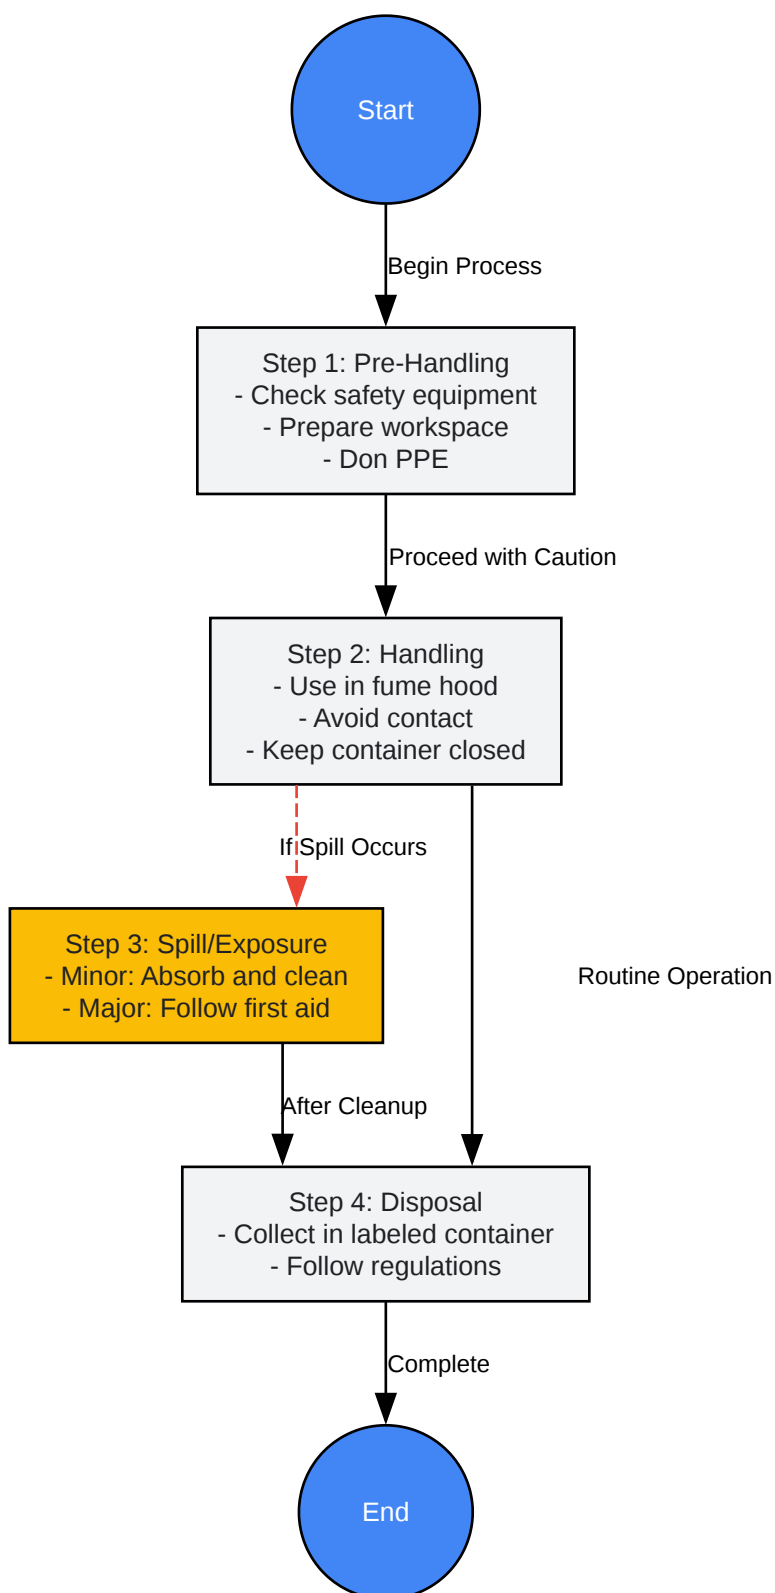 Start
Begin Process
Step 1: Pre-Handling
- Check safety equipment
- Prepare workspace
- Don PPE
Proceed with Caution
Step 2: Handling
- Use in fume hood
- Avoid contact
- Keep container closed
If Spill Occurs
Step 3: Spill/Exposure
- Minor: Absorb and clean
- Major: Follow first aid
Routine Operation
After Cleanup
Step 4: Disposal
- Collect in labeled container
- Follow regulations
Complete
End